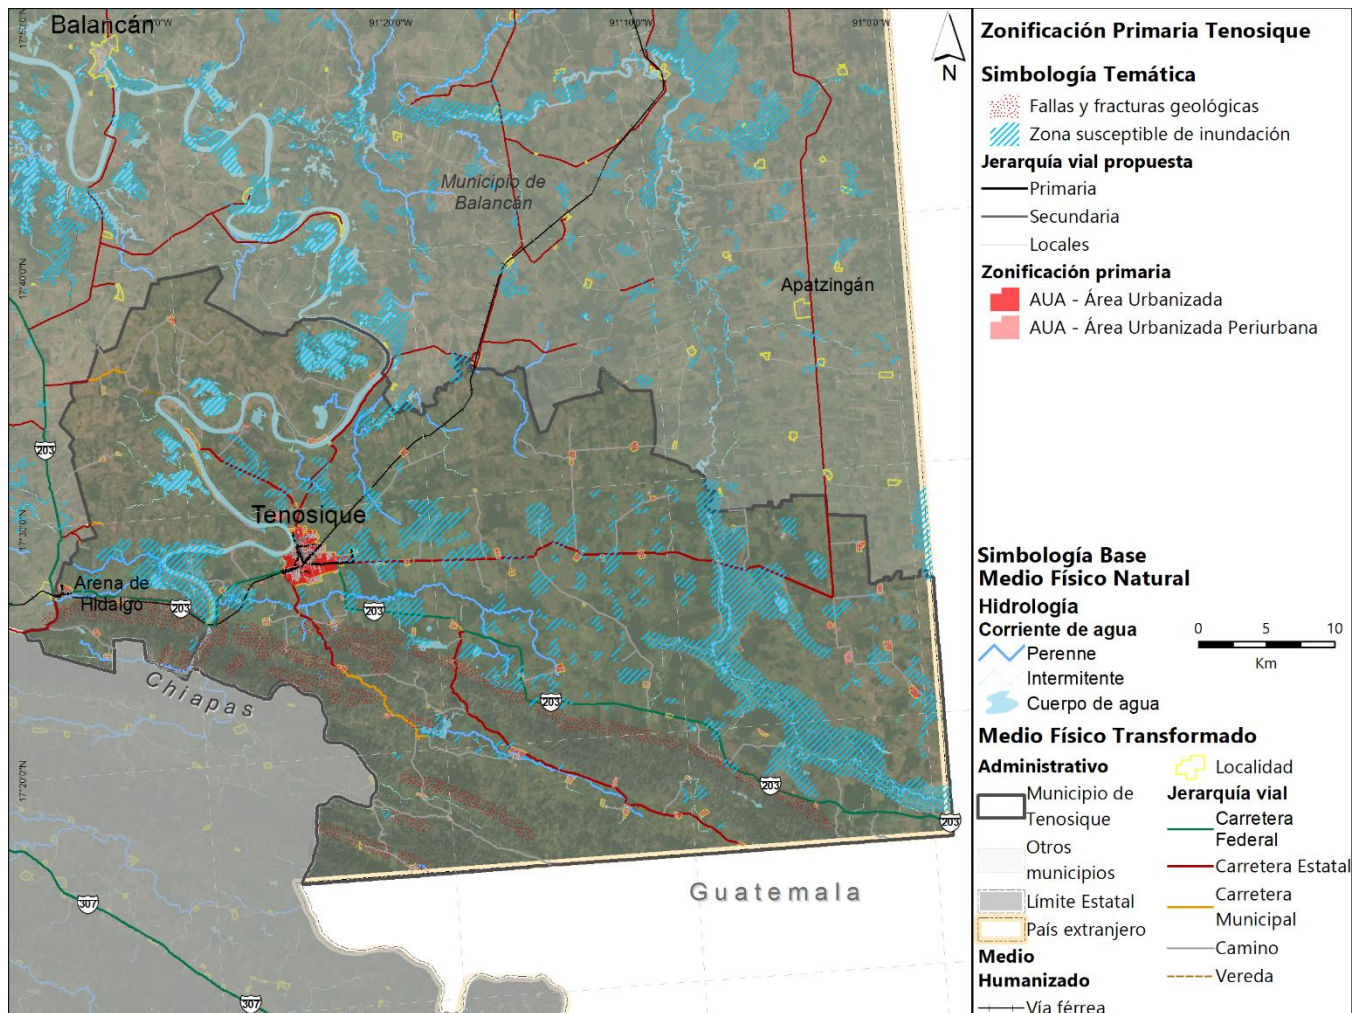 Balancán
91°20'0"W
91°10'0"W
91°0'0"W
N
Municipio de
Balancán
17°40'0"N
Apatzingán
203
Tenosique
17°30'0"N
Arena de
Hidalgo
203
203
Chiapas
203
17°20'0"N
203
203
Guatemala
307
307
Zonificación Primaria Tenosique
Simbología Temática
Fallas y fracturas geológicas
Zona susceptible de inundación
Jerarquía vial propuesta
Primaria
Secundaria
Locales
Zonificación primaria
AUA - Área Urbanizada
AUA - Área Urbanizada Periurbana
Simbología Base
Medio Físico Natural
Hidrología
Corriente de agua
Perenne
Intermitente
Cuerpo de agua
0 5 10
Km
Medio Físico Transformado
Administrativo
Municipio de
Tenosique
Otros
municipios
Límite Estatal
País extranjero
Medio
Humanizado
Vía férrea
Localidad
Jerarquía vial
Carretera
Federal
Carretera Estatal
Carretera
Municipal
Camino
Vereda